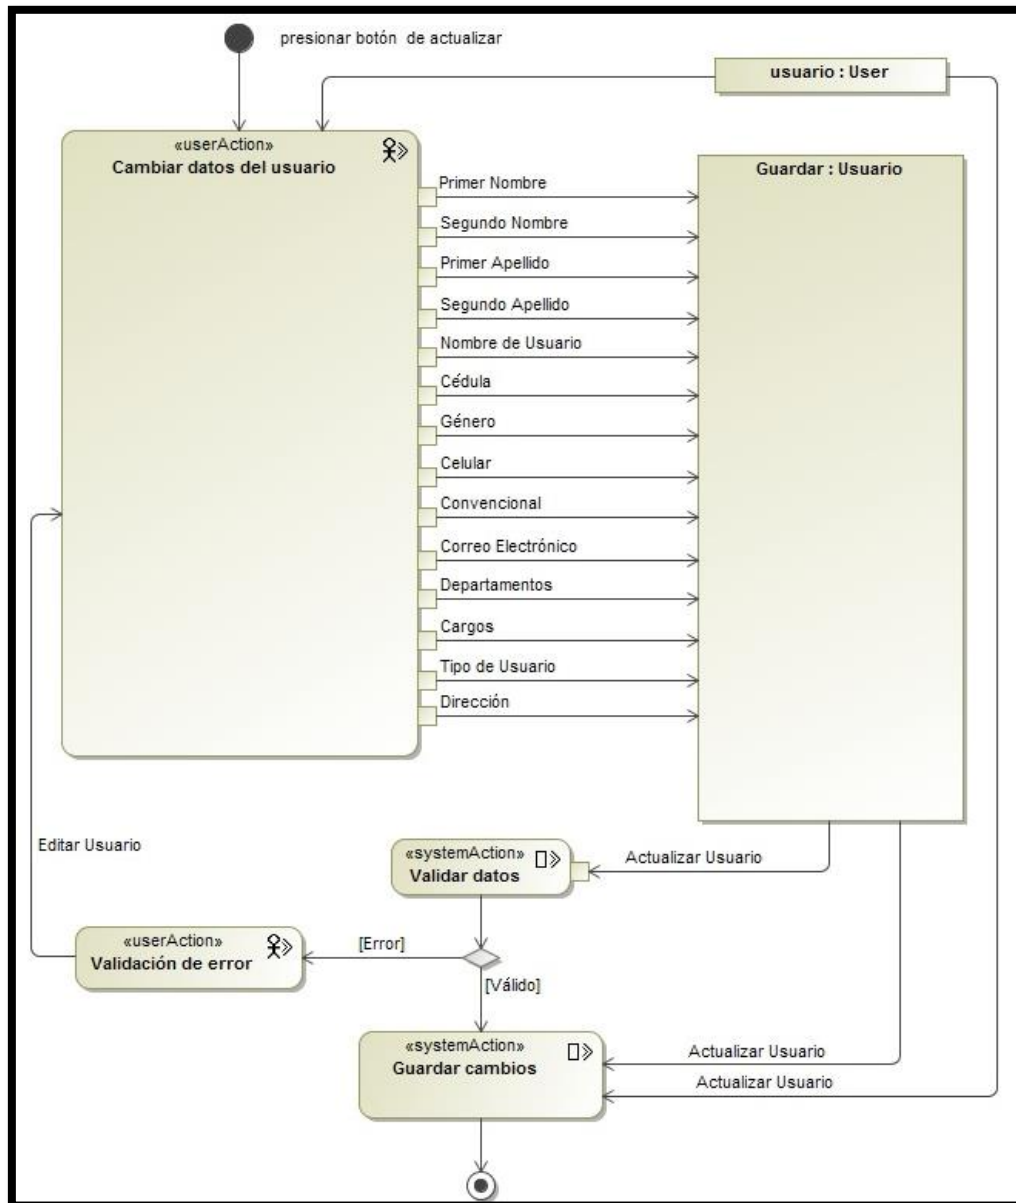 presionar botón de actualizar
usuario : User
«userAction»
Cambiar datos del usuario
Guardar : Usuario
Primer Nombre
Segundo Nombre
Primer Apellido
Segundo Apellido
Nombre de Usuario
Cédula
Género
Celular
Convencional
Correo Electrónico
Departamentos
Cargos
Tipo de Usuario
Dirección
Editar Usuario
«systemAction»
Validar datos
Actualizar Usuario
«userAction»
Validación de error
[Error]
[Válido]
«systemAction»
Guardar cambios
Actualizar Usuario
Actualizar Usuario